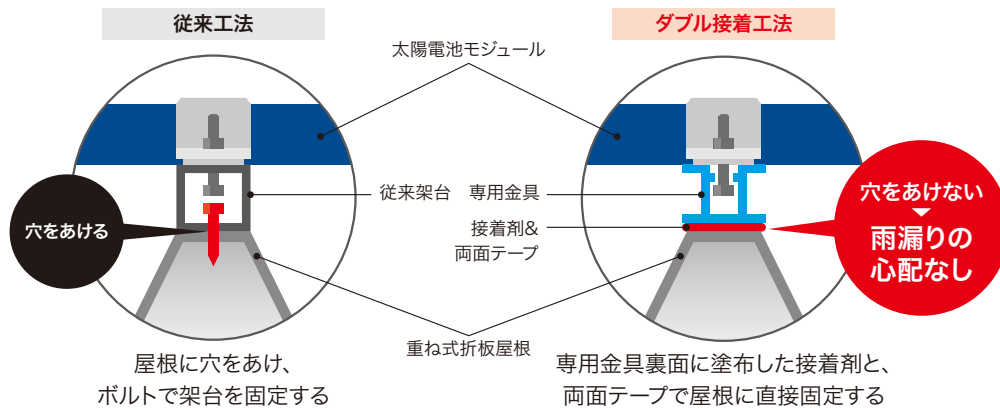 従来工法
ダブル接着工法
太陽電池モジュール
従来架台
専用金具
接着剤&
両面テープ
穴をあける
穴をあけない
雨漏りの
心配なし
重ね式折板屋根
屋根に穴をあけ、
ボルトで架台を固定する
専用金具裏面に塗布した接着剤と、
両面テープで屋根に直接固定する